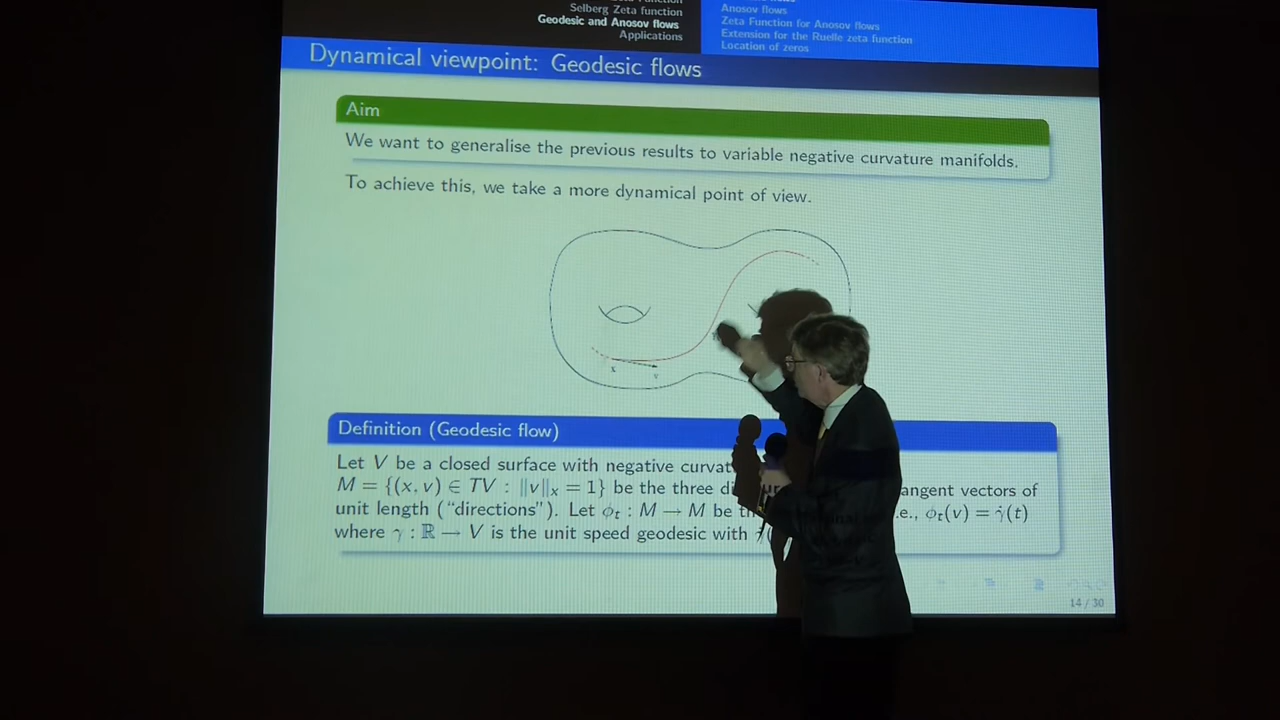 Selberg Zeta function
Geodesic and Anosov flows
Applications
Anosov flows
Zeta Function for Anosov flows
Extension for the Ruelle zeta function
Location of zeros
Dynamical viewpoint: Geodesic flows
Aim
We want to generalise the previous results to variable negative curvature manifolds.
To achieve this, we take a more dynamical point of view.
x
v
Definition (Geodesic flow)
Let V be a closed surface with negative
M = {(x, v) ∈ TV : ‖v‖ₓ = 1} be the three angent vectors of
unit length ("directions"). Let ϕₜ : M → M be .e., ϕₜ(v) = γ̇(t)
where γ : ℝ → V is the unit speed geodesic with
14 / 30